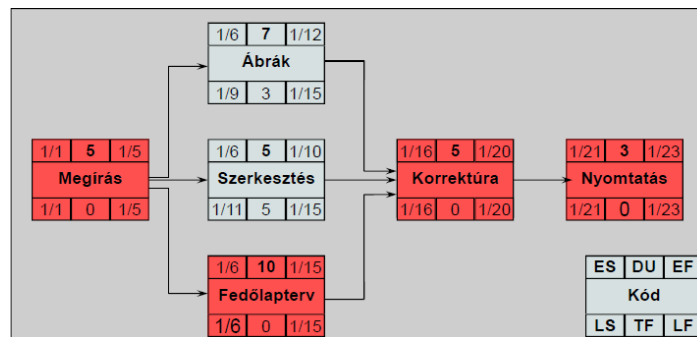 1/6 7 1/12
Ábrák
1/9 3 1/15
1/1 5 1/5
Megírás
1/1 0 1/5
1/6 5 1/10
Szerkesztés
1/11 5 1/15
1/16 5 1/20
Korrektúra
1/16 0 1/20
1/21 3 1/23
Nyomtatás
1/21 0 1/23
1/6 10 1/15
Fedőlapterv
1/6 0 1/15
ES DU EF
Kód
LS TF LF